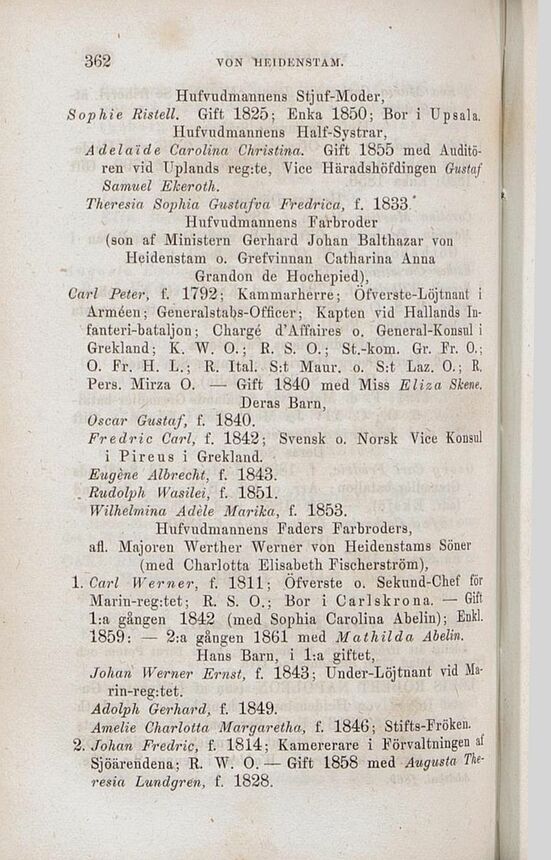 362
VON HEIDENSTAM.
Hufvudmannens Stjuf-Moder,
Sophie Ristell. Gift 1825; Enka 1850; Bor i Upsala.
Hufvudmannens Half-Systrar,
Adelaïde Carolina Christina. Gift 1855 med Auditö-
ren vid Uplands reg:te, Vice Häradshöfdingen Gustaf
Samuel Ekeroth.
Theresia Sophia Gustafva Fredrica, f. 1833.
Hufvudmannens Farbroder
(son af Ministern Gerhard Johan Balthazar von
Heidenstam o. Grefvinnan Catharina Anna
Grandon de Hochepied),
Carl Peter, f. 1792; Kammarherre; Öfverste-Löjtnant i
Arméen; Generalstabs-Officer; Kapten vid Hallands In-
fanteri-bataljon; Chargé d'Affaires o. General-Konsul i
Grekland; K. W. O.; R. S. O.; St.-kom. Gr. Fr. O.;
O. Fr. H. L.; R. Ital. S:t Maur. o. S:t Laz. O.; R.
Pers. Mirza O. — Gift 1840 med Miss Eliza Skene.
Deras Barn,
Oscar Gustaf, f. 1840.
Fredric Carl, f. 1842; Svensk o. Norsk Vice Konsul
i Pireus i Grekland.
Eugène Albrecht, f. 1843.
Rudolph Wasilei, f. 1851.
Wilhelmina Adèle Marika, f. 1853.
Hufvudmannens Faders Farbroders,
afl. Majoren Werther Werner von Heidenstams Söner
(med Charlotta Elisabeth Fischerström),
1. Carl Werner, f. 1811; Öfverste o. Sekund-Chef för
Marin-reg:tet; R. S. O.; Bor i Carlskrona. — Gift
1:a gången 1842 (med Sophia Carolina Abelin); Enkl.
1859: — 2:a gången 1861 med Mathilda Abelin.
Hans Barn, i 1:a giftet,
Johan Werner Ernst, f. 1843; Under-Löjtnant vid Ma-
rin-reg:tet.
Adolph Gerhard, f. 1849.
Amelie Charlotta Margaretha, f. 1846; Stifts-Fröken.
2. Johan Fredric, f. 1814; Kamererare i Förvaltningen af
Sjöärendena; R. W. O. — Gift 1858 med Augusta The-
resia Lundgren, f. 1828.